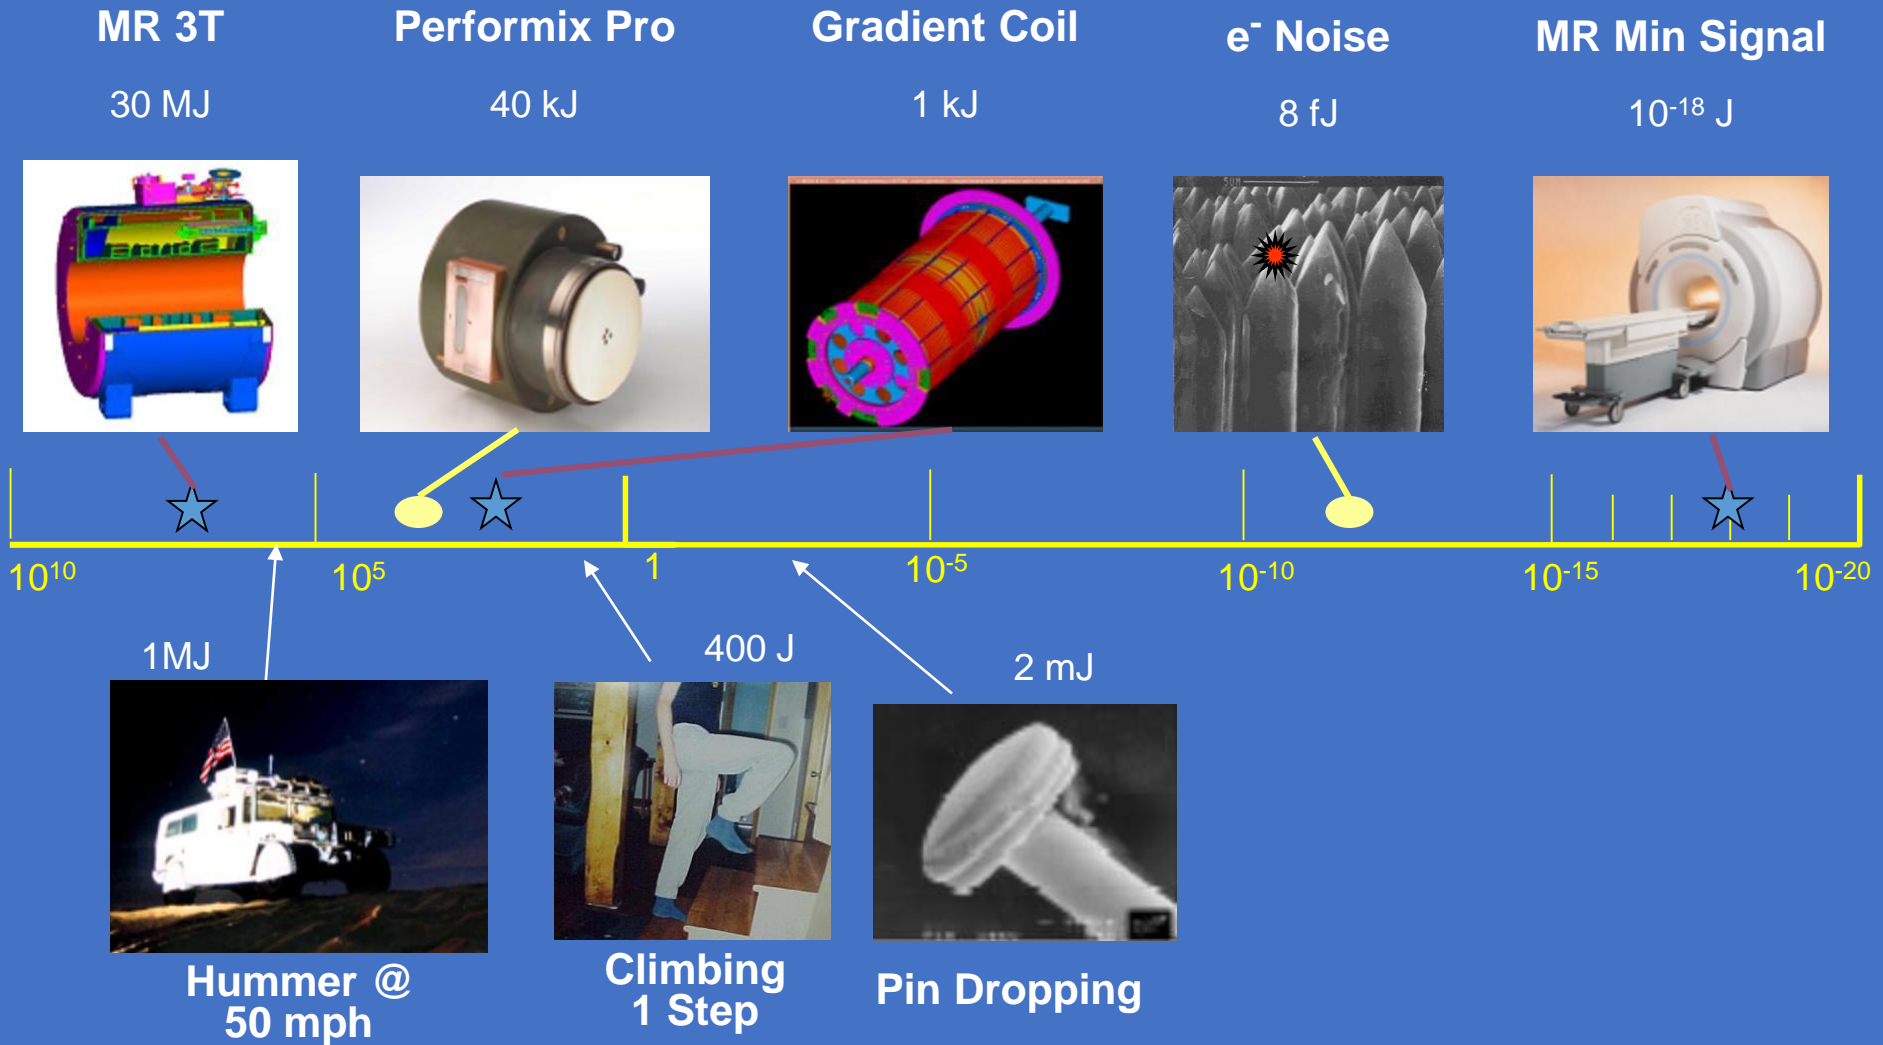 MR 3T
Performix Pro
Gradient Coil
e⁻ Noise
MR Min Signal
30 MJ
40 kJ
1 kJ
8 fJ
10⁻¹⁸ J
5UM
10¹⁰
10⁵
1
10⁻⁵
10⁻¹⁰
10⁻¹⁵
10⁻²⁰
1MJ
400 J
2 mJ
Hummer @
50 mph
Climbing
1 Step
Pin Dropping